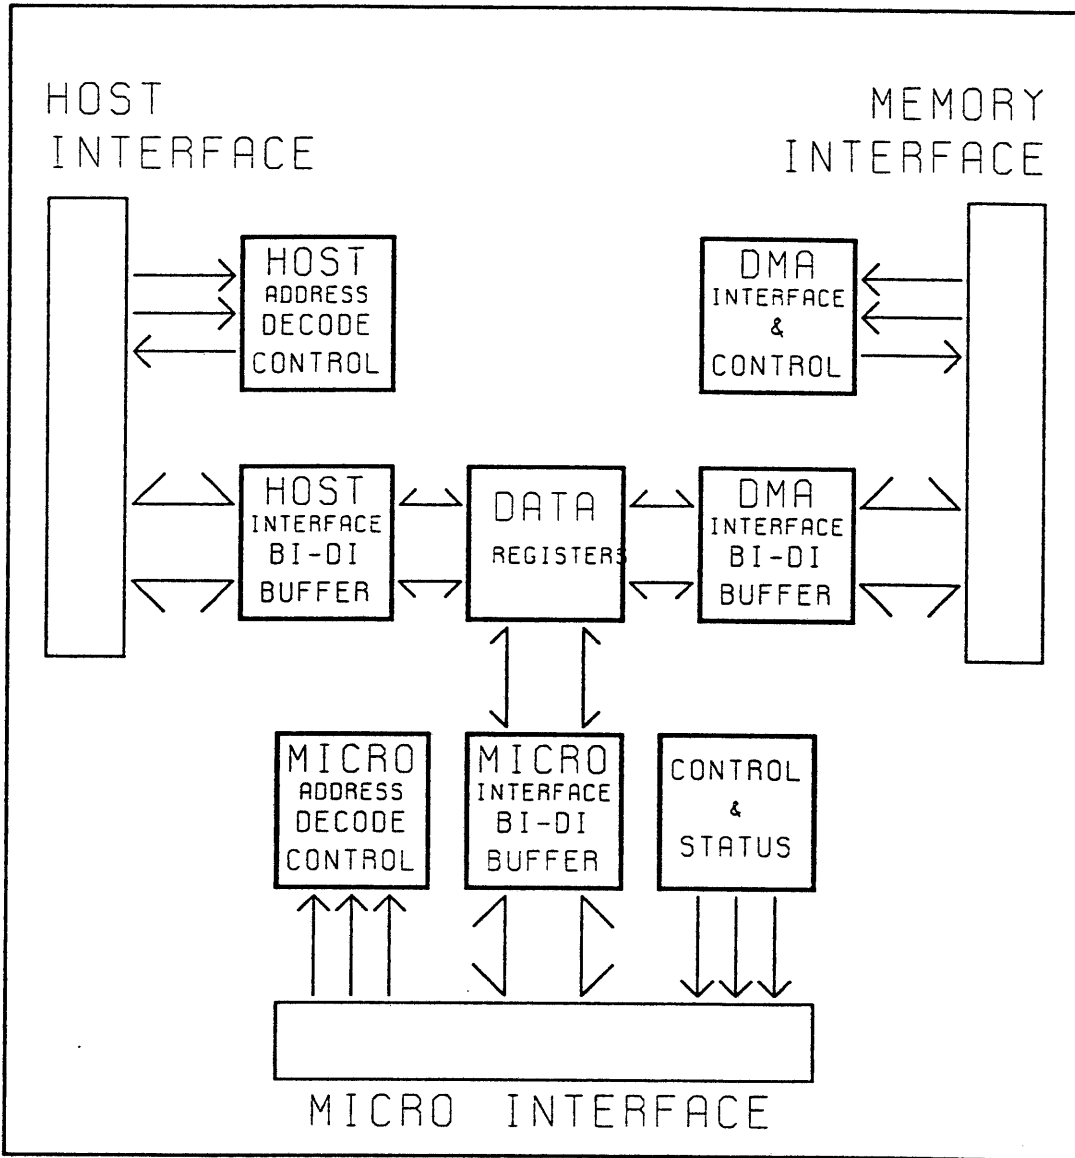 HOST
INTERFACE
MEMORY
INTERFACE
HOST
ADDRESS
DECODE
CONTROL
DMA
INTERFACE
&
CONTROL
HOST
INTERFACE
BI-DI
BUFFER
DATA
REGISTERS
DMA
INTERFACE
BI-DI
BUFFER
MICRO
ADDRESS
DECODE
CONTROL
MICRO
INTERFACE
BI-DI
BUFFER
CONTROL
&
STATUS
MICRO INTERFACE